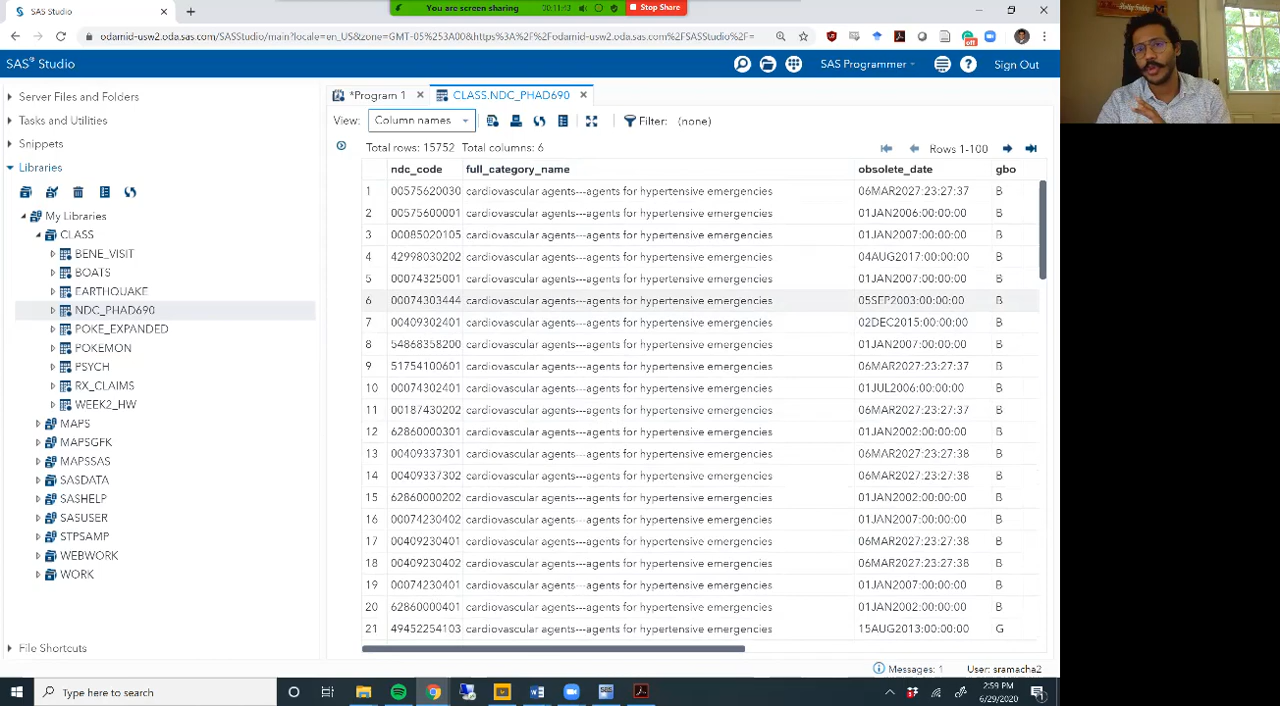 SAS Studio
You are screen sharing
Stop Share
odamid-usw2.oda.sas.com/SASStudio/main?locale=en_US&zone=GMT-05%253A00&https%3A%2F%2Fodamid-usw2.oda.sas.com%2FSASStudio%2F=
SAS® Studio
SAS Programmer
Sign Out
Server Files and Folders
Tasks and Utilities
Snippets
Libraries
My Libraries
CLASS
BENE_VISIT
BOATS
EARTHQUAKE
NDC_PHAD690
POKE_EXPANDED
POKEMON
PSYCH
RX_CLAIMS
WEEK2_HW
MAPS
MAPSGFK
MAPSSAS
SASDATA
SASHELP
SASUSER
STPSAMP
WEBWORK
WORK
File Shortcuts
*Program 1
CLASS.NDC_PHAD690
View: Column names
Filter: (none)
Total rows: 15752 Total columns: 6
Rows 1-100
ndc_code full_category_name obsolete_date gbo
1 00575620030 cardiovascular agents---agents for hypertensive emergencies 06MAR2027:23:27:37 B
2 00575600001 cardiovascular agents---agents for hypertensive emergencies 01JAN2006:00:00:00 B
3 00085020105 cardiovascular agents---agents for hypertensive emergencies 01JAN2007:00:00:00 B
4 42998030202 cardiovascular agents---agents for hypertensive emergencies 04AUG2017:00:00:00 B
5 00074325001 cardiovascular agents---agents for hypertensive emergencies 01JAN2007:00:00:00 B
6 00074303444 cardiovascular agents---agents for hypertensive emergencies 05SEP2003:00:00:00 B
7 00409302401 cardiovascular agents---agents for hypertensive emergencies 02DEC2015:00:00:00 B
8 54868358200 cardiovascular agents---agents for hypertensive emergencies 01JAN2007:00:00:00 B
9 51754100601 cardiovascular agents---agents for hypertensive emergencies 06MAR2027:23:27:37 B
10 00074302401 cardiovascular agents---agents for hypertensive emergencies 01JUL2006:00:00:00 B
11 00187430202 cardiovascular agents---agents for hypertensive emergencies 06MAR2027:23:27:37 B
12 62860000301 cardiovascular agents---agents for hypertensive emergencies 01JAN2002:00:00:00 B
13 00409337301 cardiovascular agents---agents for hypertensive emergencies 06MAR2027:23:27:38 B
14 00409337302 cardiovascular agents---agents for hypertensive emergencies 06MAR2027:23:27:38 B
15 62860000202 cardiovascular agents---agents for hypertensive emergencies 01JAN2002:00:00:00 B
16 00074230402 cardiovascular agents---agents for hypertensive emergencies 01JAN2007:00:00:00 B
17 00409230401 cardiovascular agents---agents for hypertensive emergencies 06MAR2027:23:27:38 B
18 00409230402 cardiovascular agents---agents for hypertensive emergencies 06MAR2027:23:27:38 B
19 00074230401 cardiovascular agents---agents for hypertensive emergencies 01JAN2007:00:00:00 B
20 62860000401 cardiovascular agents---agents for hypertensive emergencies 01JAN2002:00:00:00 B
21 49452254103 cardiovascular agents---agents for hypertensive emergencies 15AUG2013:00:00:00 G
Messages: 1 User: sramacha2
Type here to search
2:59 PM
6/29/2020